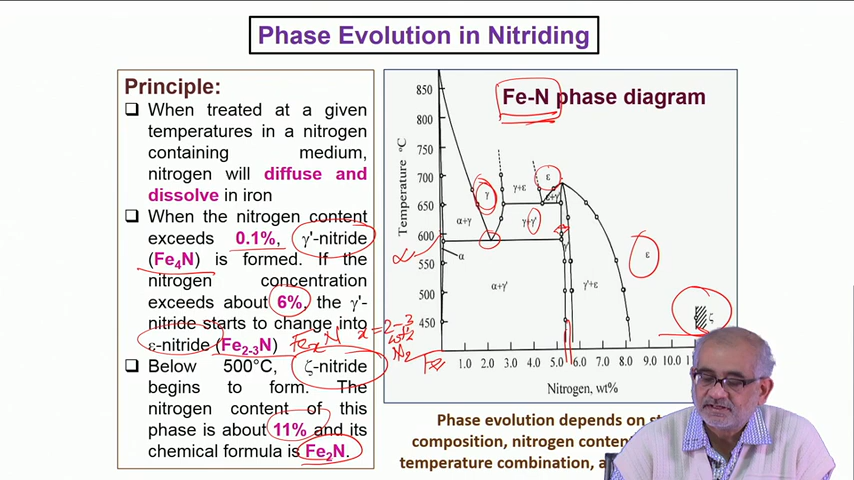 Phase Evolution in Nitriding
Principle:
When treated at a given
temperatures in a nitrogen
containing medium,
nitrogen will diffuse and
dissolve in iron
When the nitrogen content
exceeds 0.1%, γ'-nitride
(Fe4N) is formed. If the
nitrogen concentration
exceeds about 6%, the γ'-
nitride starts to change into
ε-nitride (Fe2-3N)
Below 500°C, ζ-nitride
begins to form. The
nitrogen content of this
phase is about 11% and its
chemical formula is Fe2N.
FexN x=2-3
N2
Fe
α
Fe-N phase diagram
Temperature °C
850
800
750
700
650
600
550
500
450
γ
γ+ε
ε
ε+γ
α+γ
γ+γ'
α
γ'
ε
α+γ'
γ'+ε
ζ
1.0 2.0 3.0 4.0 5.0 6.0 7.0 8.0 9.0 10.0
Nitrogen, wt%
Phase evolution depends on
composition, nitrogen
temperature combination,